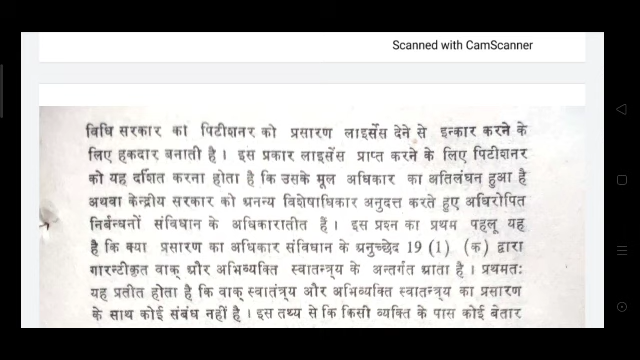 Scanned with CamScanner
विधि सरकार को पिटीशनर को प्रसारण लाइसेंस देने से इन्कार करने के
लिए हकदार बनाती है । इस प्रकार लाइसेंस प्राप्त करने के लिए पिटीशनर
को यह दर्शित करना होता है कि उसके मूल अधिकार का अतिलंघन हुआ है
अथवा केन्द्रीय सरकार को अनन्य विशेषाधिकार अनुदत्त करते हुए अधिरोपित
निर्बन्धनों संविधान के अधिकारातीत हैं । इस प्रश्न का प्रथम पहलू यह
है कि क्या प्रसारण का अधिकार संविधान के अनुच्छेद 19 (1) (क) द्वारा
गारन्टीकृत वाक् और अभिव्यक्ति स्वातन्त्र्य के अन्तर्गत आता है । प्रथमतः
यह प्रतीत होता है कि वाक् स्वातंत्र्य और अभिव्यक्ति स्वातन्त्र्य का प्रसारण
के साथ कोई संबंध नहीं है । इस तथ्य से कि किसी व्यक्ति के पास कोई बेतार